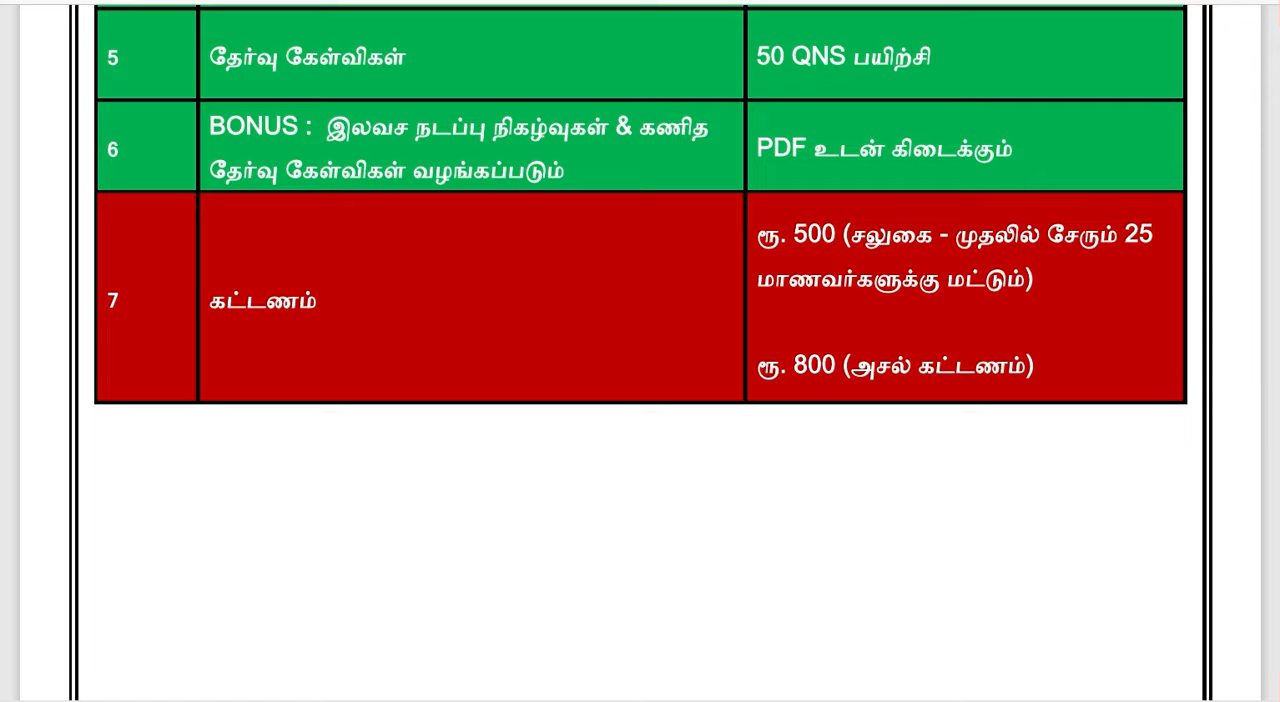 5
தேர்வு கேள்விகள்
50 QNS பயிற்சி
6
BONUS : இலவச நடப்பு நிகழ்வுகள் & கணித
தேர்வு கேள்விகள் வழங்கப்படும்
PDF உடன் கிடைக்கும்
7
கட்டணம்
ரூ. 500 (சலுகை - முதலில் சேரும் 25
மாணவர்களுக்கு மட்டும்)
ரூ. 800 (அசல் கட்டணம்)